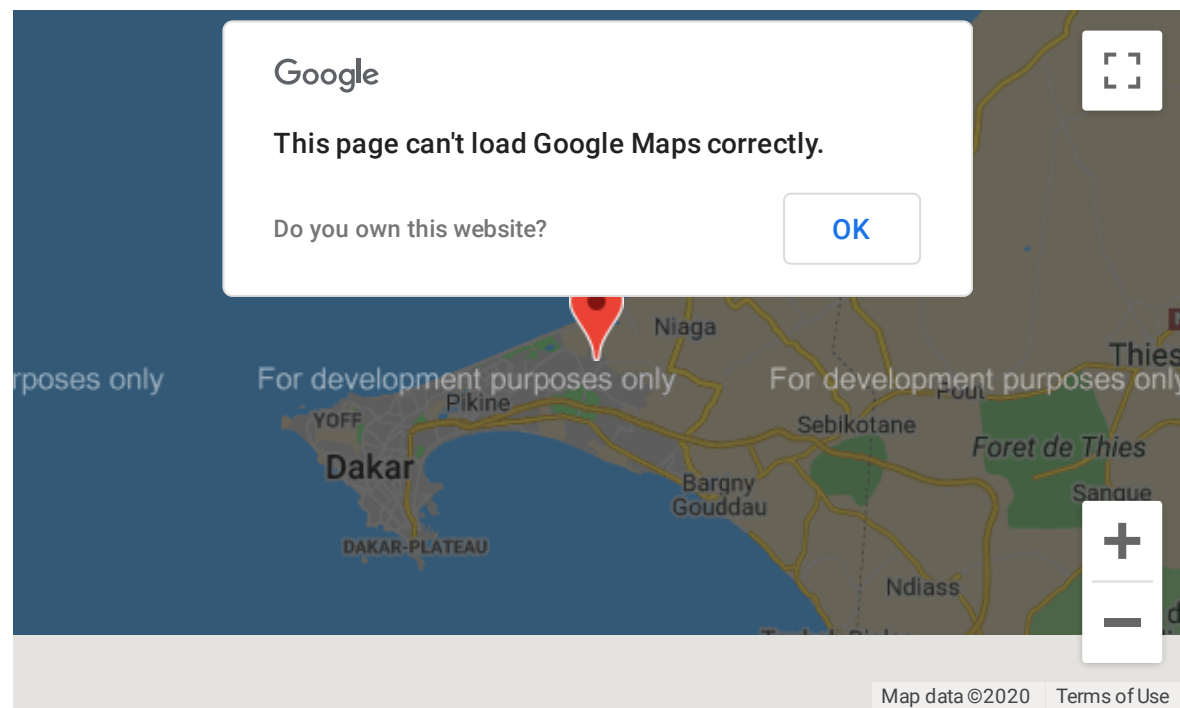 Google
This page can't load Google Maps correctly.
Do you own this website?
OK
Niaga
Thies
rposes only
For development purposes only
For development purposes only
Pikine
Pout
YOFF
Sebikotane
Dakar
Foret de Thies
Bargny
Gouddau
Sangue
DAKAR-PLATEAU
Ndiass
Map data ©2020
Terms of Use